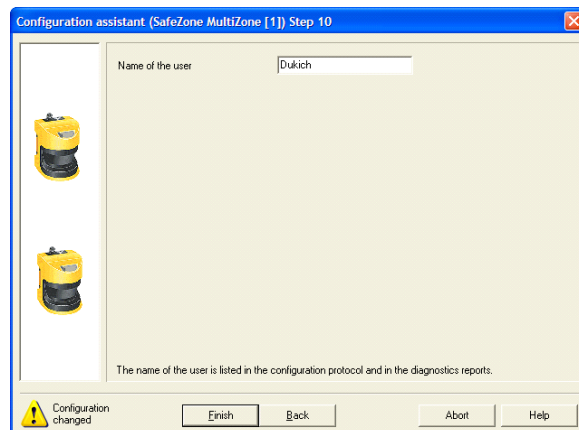 Configuration assistant (SafeZone MultiZone [1]) Step 10
Name of the user
Dukich
The name of the user is listed in the configuration protocol and in the diagnostics reports.
Configuration
changed
Finish
Back
Abort
Help